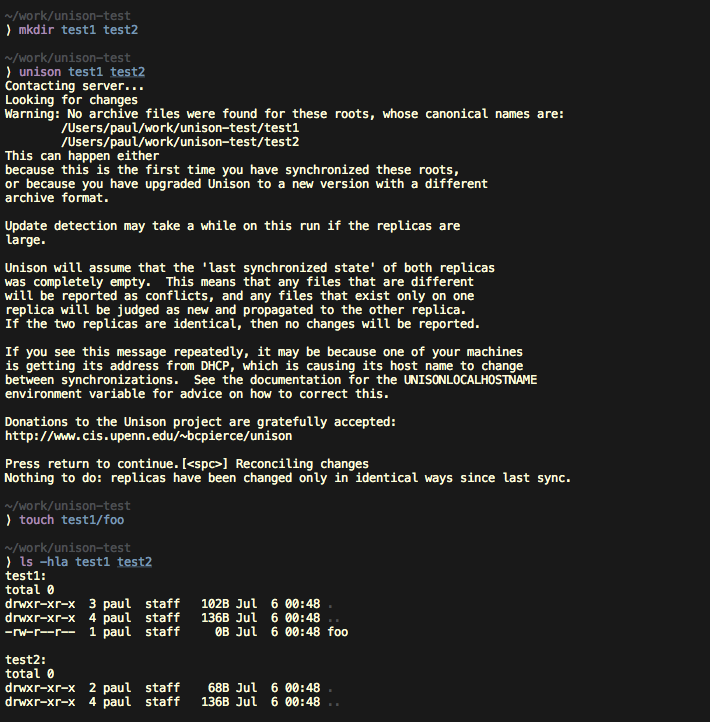 ~/work/unison-test
) mkdir test1 test2

~/work/unison-test
) unison test1 test2
Contacting server...
Looking for changes
Warning: No archive files were found for these roots, whose canonical names are:
        /Users/paul/work/unison-test/test1
        /Users/paul/work/unison-test/test2
This can happen either
because this is the first time you have synchronized these roots,
or because you have upgraded Unison to a new version with a different
archive format.

Update detection may take a while on this run if the replicas are
large.

Unison will assume that the 'last synchronized state' of both replicas
was completely empty.  This means that any files that are different
will be reported as conflicts, and any files that exist only on one
replica will be judged as new and propagated to the other replica.
If the two replicas are identical, then no changes will be reported.

If you see this message repeatedly, it may be because one of your machines
is getting its address from DHCP, which is causing its host name to change
between synchronizations.  See the documentation for the UNISONLOCALHOSTNAME
environment variable for advice on how to correct this.

Donations to the Unison project are gratefully accepted:
http://www.cis.upenn.edu/~bcpierce/unison

Press return to continue.[<spc>] Reconciling changes
Nothing to do: replicas have been changed only in identical ways since last sync.

~/work/unison-test
) touch test1/foo

~/work/unison-test
) ls -hla test1 test2
test1:
total 0
drwxr-xr-x  3 paul  staff   102B Jul  6 00:48 .
drwxr-xr-x  4 paul  staff   136B Jul  6 00:48 ..
-rw-r--r--  1 paul  staff     0B Jul  6 00:48 foo

test2:
total 0
drwxr-xr-x  2 paul  staff    68B Jul  6 00:48 .
drwxr-xr-x  4 paul  staff   136B Jul  6 00:48 ..